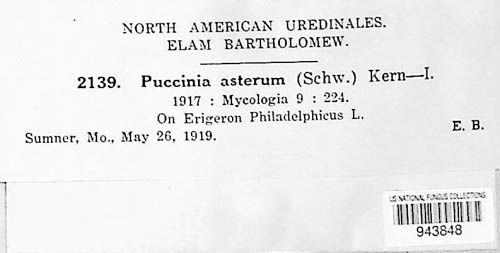 NORTH AMERICAN UREDINALES.
ELAM BARTHOLOMEW.
2139. Puccinia asterum (Schw.) Kern—I.
1917 : Mycologia 9 : 224.
On Erigeron Philadelphicus L.
Sumner, Mo., May 26, 1919. E. B.
US NATIONAL FUNGUS COLLECTIONS
943848